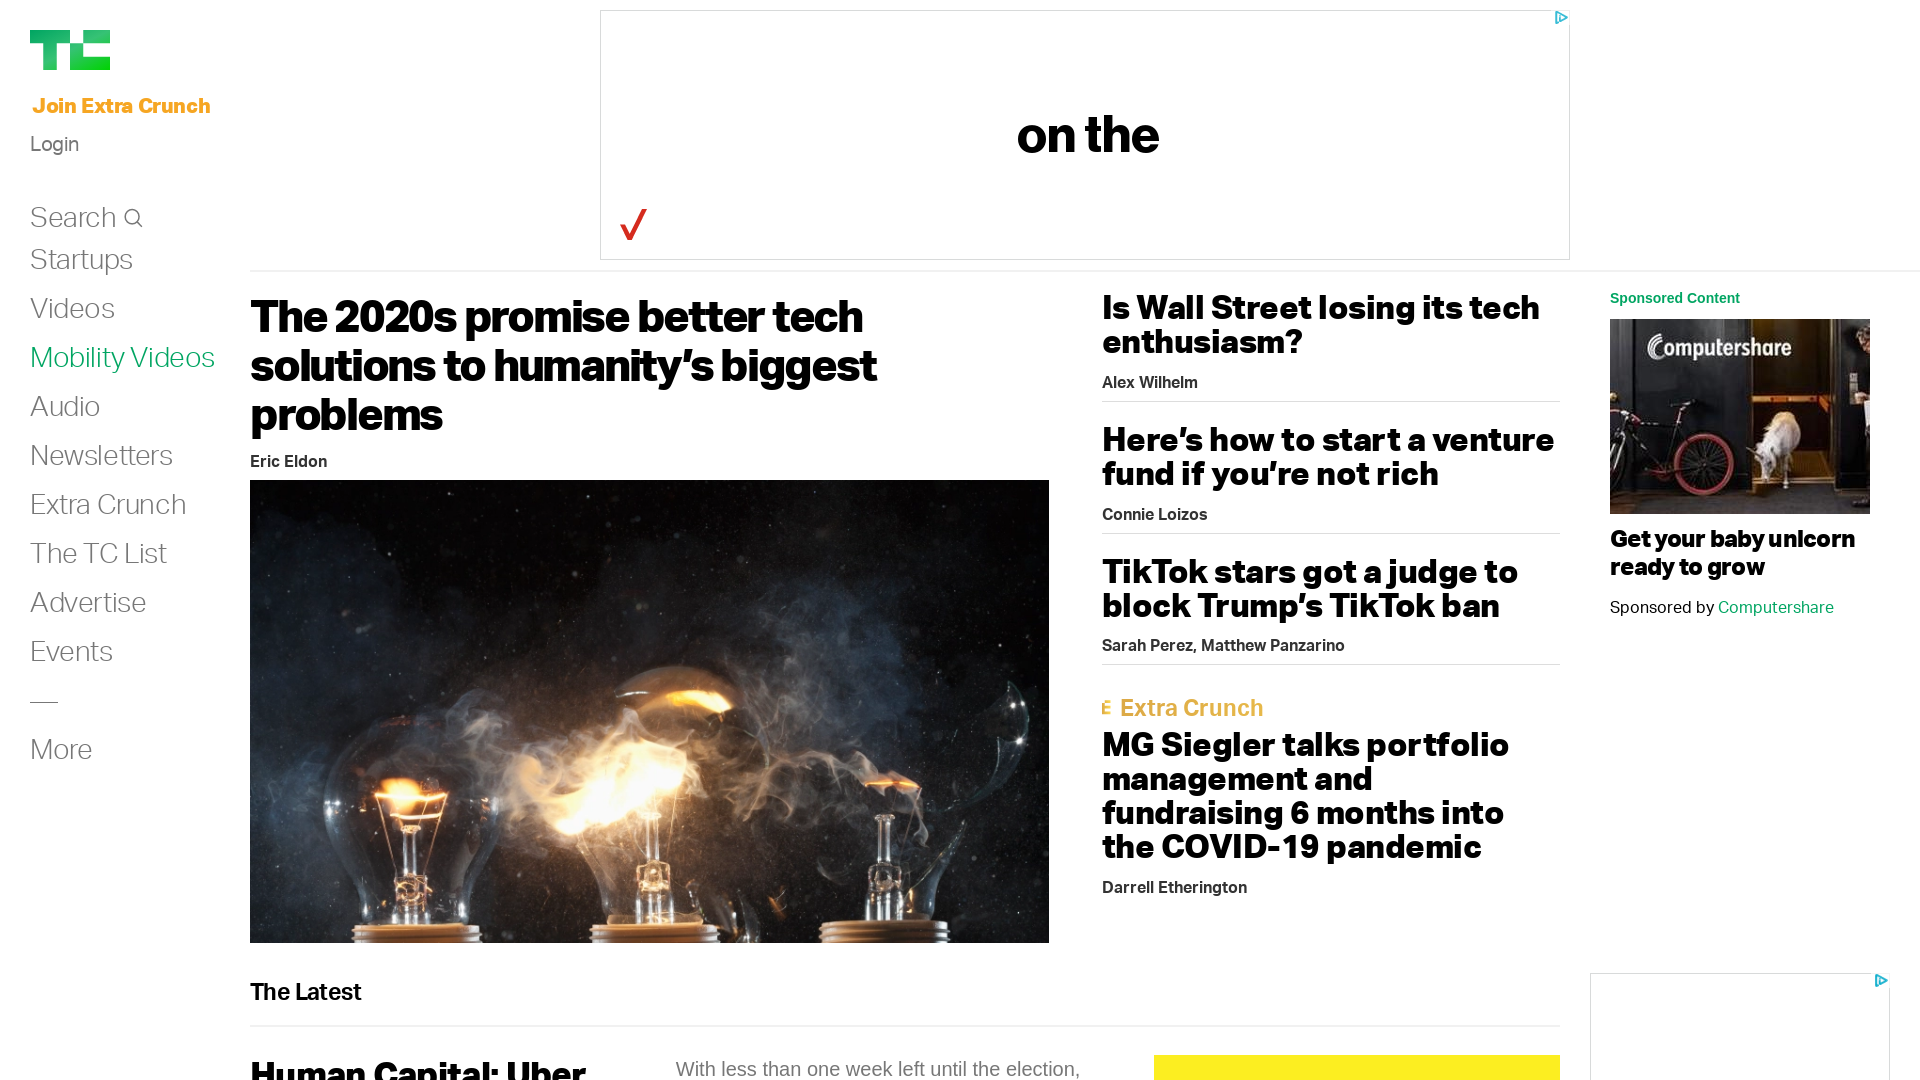 TC
Join Extra Crunch
Login
Search
Startups
Videos
Mobility Videos
Audio
Newsletters
Extra Crunch
The TC List
Advertise
Events
More
on the
The 2020s promise better tech
solutions to humanity’s biggest
problems
Eric Eldon
Is Wall Street losing its tech
enthusiasm?
Alex Wilhelm
Here’s how to start a venture
fund if you’re not rich
Connie Loizos
TikTok stars got a judge to
block Trump’s TikTok ban
Sarah Perez, Matthew Panzarino
Extra Crunch
MG Siegler talks portfolio
management and
fundraising 6 months into
the COVID-19 pandemic
Darrell Etherington
Sponsored Content
Computershare
Get your baby unicorn
ready to grow
Sponsored by Computershare
The Latest
Human Capital: Uber
With less than one week left until the election,